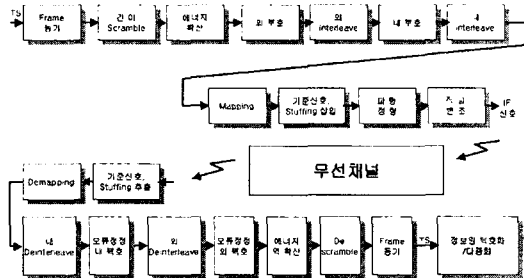 TS
Frame
동기
간 이
Scramble
에너지
확산
외 부호
외
Interleave
내 부호
내
Interleave
Mapping
기준신호,
Stuffing 삽입
파형
정형
직교
변조
IF
신호
무선채널
Demapping
기준신호,
Stuffing 추출
내
Deinterleave
오류정정
내 복호
외
Deinterleave
오류정정
외 복호
에너지
역 확산
De
scramble
Frame
동기
TS
정보원 복호화
/다중화